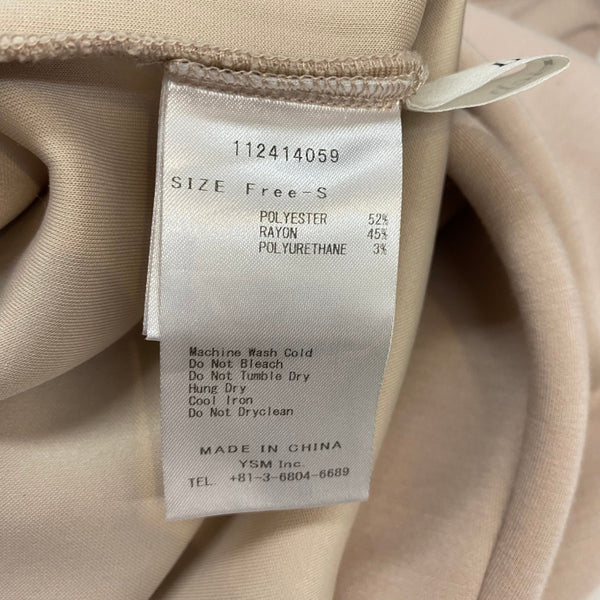 112414059
SIZE Free-S
POLYESTER 52%
RAYON 45%
POLYURETHANE 3%
Machine Wash Cold
Do Not Bleach
Do Not Tumble Dry
Hung Dry
Cool Iron
Do Not Dryclean
MADE IN CHINA
YSM Inc.
TEL. +81-3-6804-6689